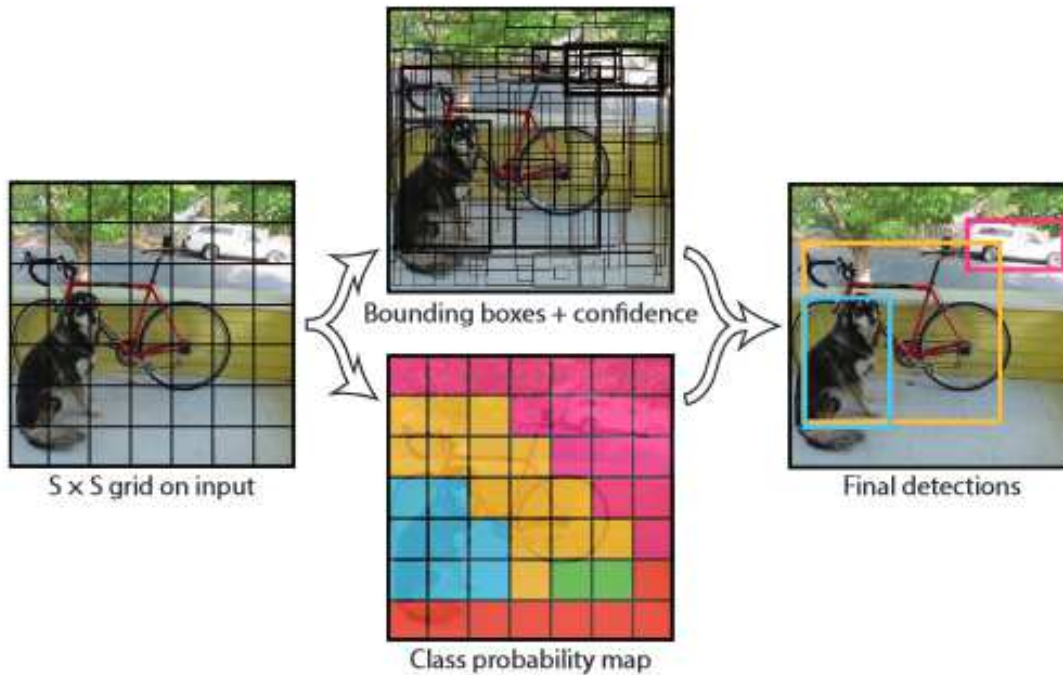 Bounding boxes + confidence
S × S grid on input
Final detections
Class probability map